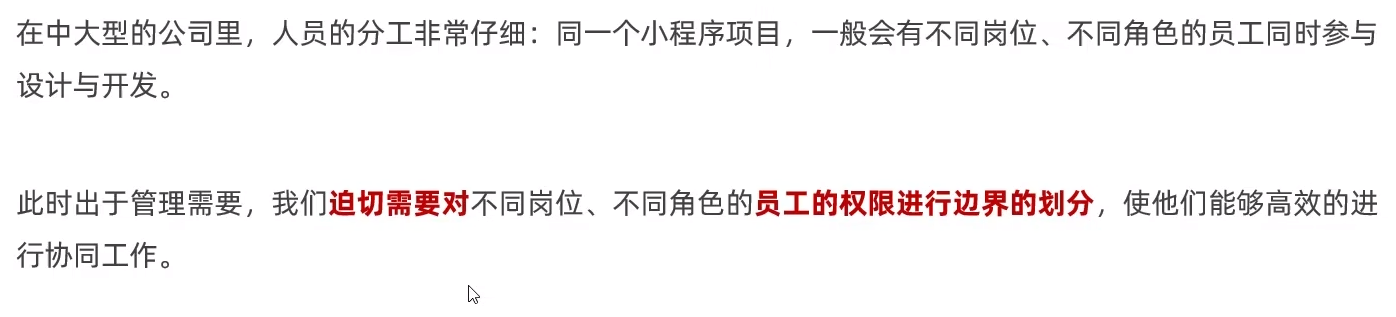 在中大型的公司里，人员的分工非常仔细：同一个小程序项目，一般会有不同岗位、不同角色的员工同时参与
设计与开发。
此时出于管理需要，我们迫切需要对不同岗位、不同角色的员工的权限进行边界的划分，使他们能够高效的进
行协同工作。